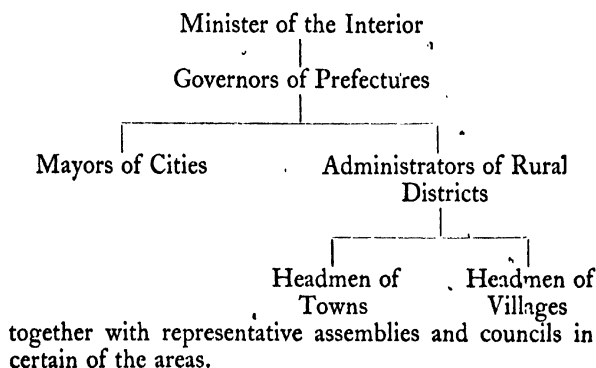 Minister of the Interior
Governors of Prefectures
Mayors of Cities
Administrators of Rural
Districts
Headmen of
Towns
Headmen of
Villages
together with representative assemblies and councils in
certain of the areas.